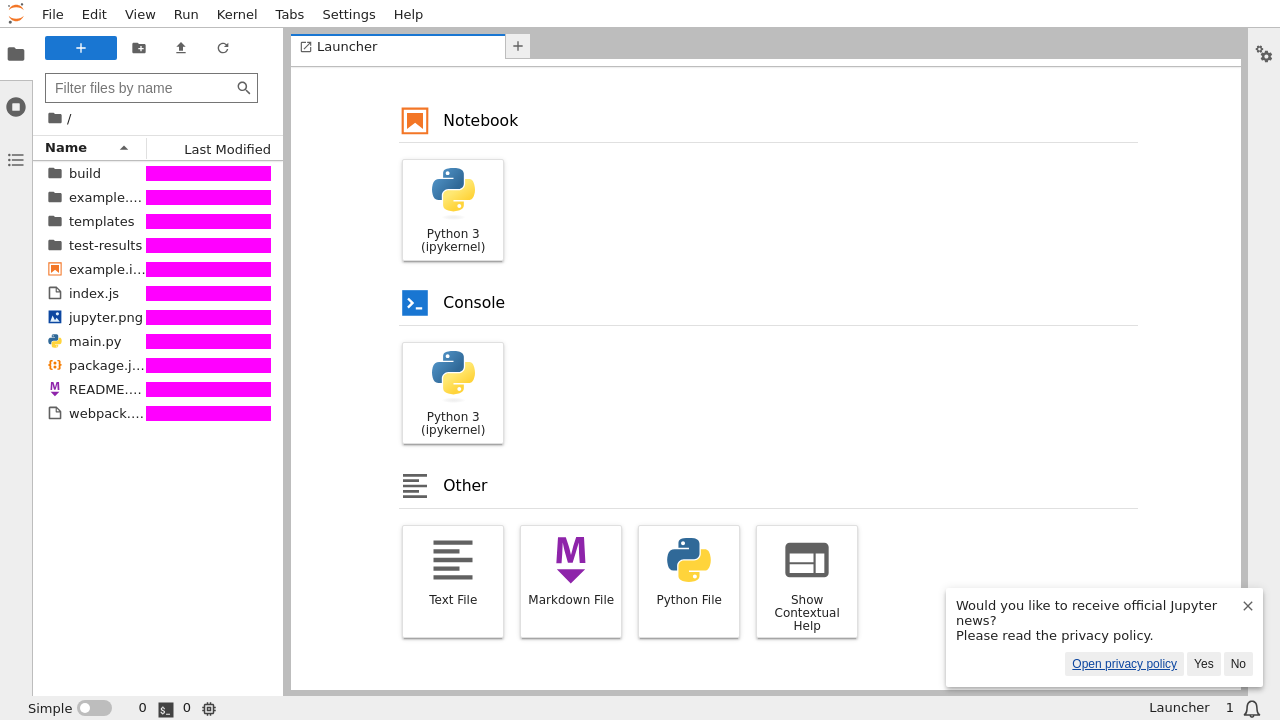 File Edit View Run Kernel Tabs Settings Help
Launcher
Filter files by name
/
Name Last Modified
build
example....
templates
test-results
example.i...
index.js
jupyter.png
main.py
package.j...
README....
webpack....
Notebook
Python 3
(ipykernel)
Console
Python 3
(ipykernel)
Other
Text File
Markdown File
Python File
Show
Contextual
Help
Would you like to receive official Jupyter
news?
Please read the privacy policy.
Open privacy policy Yes No
Simple 0 0 Launcher 1